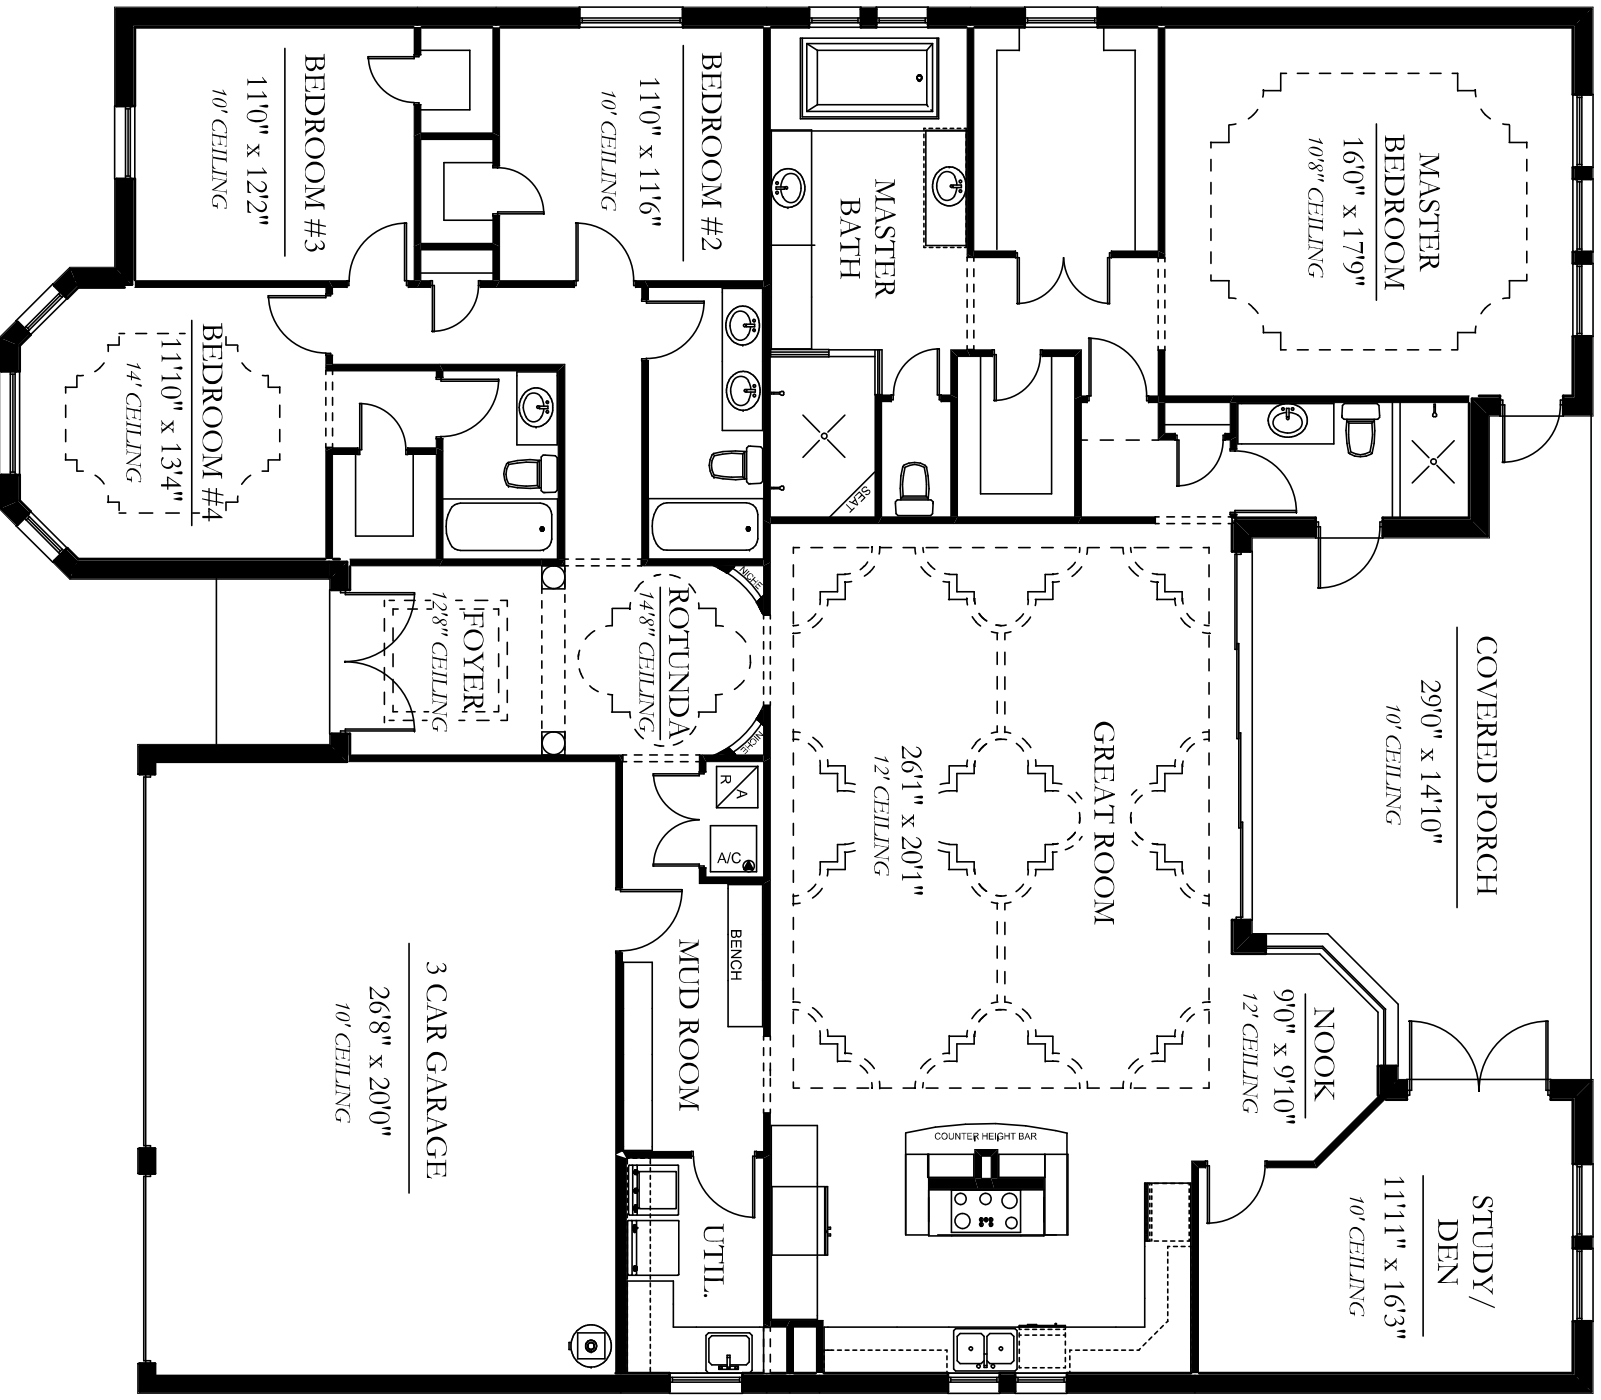 BEDROOM #3
11'0" x 12'2"
10' CEILING
BEDROOM #2
11'0" x 11'6"
10' CEILING
MASTER
BATH
MASTER
BEDROOM
16'0" x 17'9"
10'8" CEILING
BEDROOM #4
11'10" x 13'4"
14' CEILING
SEAT
FOYER
12'8" CEILING
ROTUNDA
14'8" CEILING
NICHE
NICHE
GREAT ROOM
26'1" x 20'1"
12' CEILING
COVERED PORCH
29'0" x 14'10"
10' CEILING
R
A
A/C
BENCH
MUD ROOM
3 CAR GARAGE
26'8" x 20'0"
10' CEILING
NOOK
9'0" x 9'10"
12' CEILING
COUNTER HEIGHT BAR
UTIL.
STUDY/
DEN
11'11" x 16'3"
10' CEILING